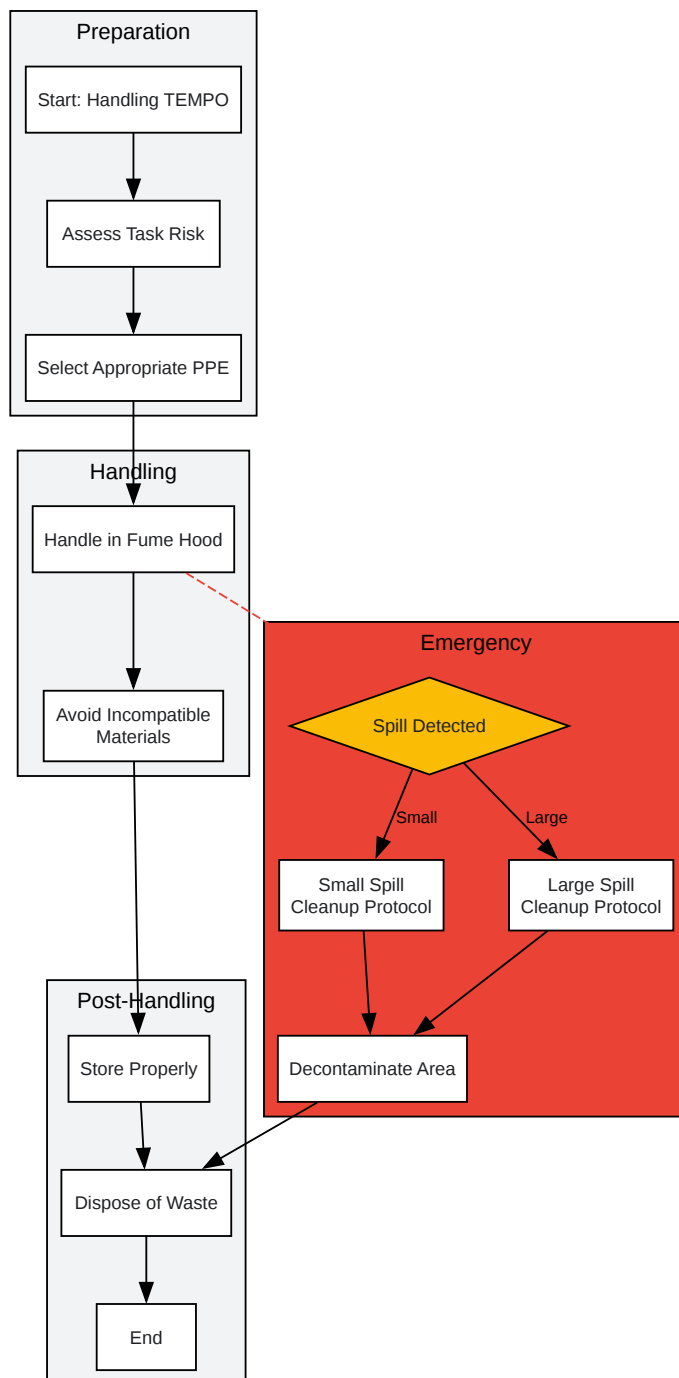 Preparation
Start: Handling TEMPO
Assess Task Risk
Select Appropriate PPE
Handling
Handle in Fume Hood
Avoid Incompatible
Materials
Emergency
Spill Detected
Small
Large
Small Spill
Cleanup Protocol
Large Spill
Cleanup Protocol
Decontaminate Area
Post-Handling
Store Properly
Dispose of Waste
End